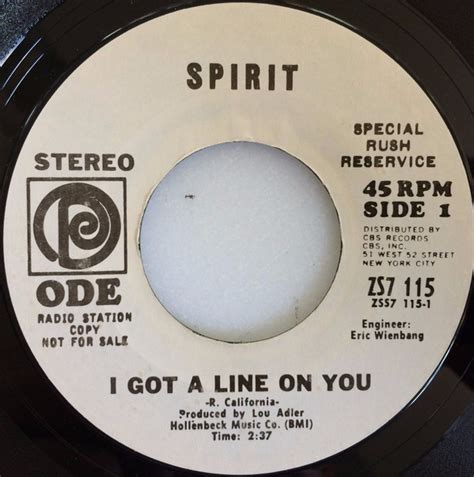 SPIRIT
STEREO
ODE
RADIO STATION
COPY
NOT FOR SALE
SPECIAL
RUSH
RESERVICE
45 RPM
SIDE 1
DISTRIBUTED BY
CBS RECORDS
CBS, INC.
51 WEST 52 STREET
NEW YORK CITY
ZS7 115
ZSS7 115-1
Engineer:
Eric Wienbang
I GOT A LINE ON YOU
-R. California-
Produced by Lou Adler
Hollenbeck Music Co. (BMI)
Time: 2:37